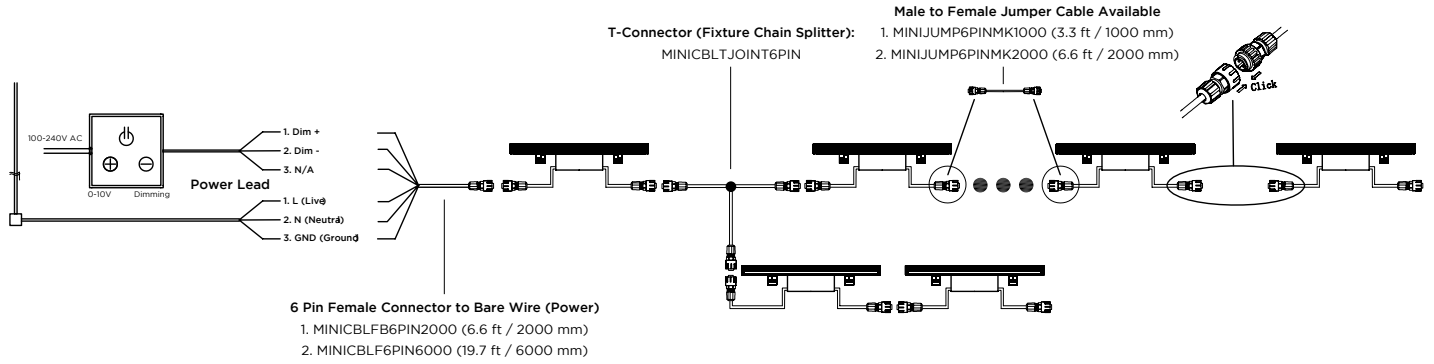 Male to Female Jumper Cable Available
T-Connector (Fixture Chain Splitter):
1. MINIJUMP6PINMK1000 (3.3 ft / 1000 mm)
MINICBLTJOINT6PIN
2. MINIJUMP6PINMK2000 (6.6 ft / 2000 mm)
Click
100-240V AC
0-10V
Dimming
1. Dim +
2. Dim -
3. N/A
Power Lead
1. L (Live)
2. N (Neutral)
3. GND (Ground)
6 Pin Female Connector to Bare Wire (Power)
1. MINICBLFB6PIN2000 (6.6 ft / 2000 mm)
2. MINICBLF6PIN6000 (19.7 ft / 6000 mm)